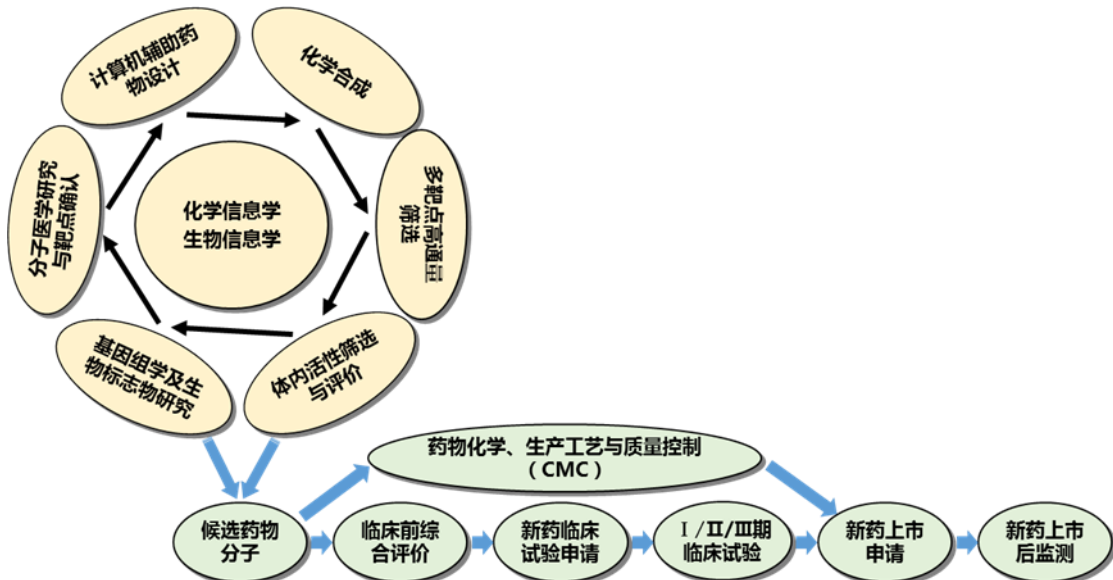 计算机辅助药
物设计
化学合成
分子医学研究
与靶点确认
化学信息学
生物信息学
多靶点高通量
筛选
基因组学及生
物标志物研究
体内活性筛选
与评价
药物化学、生产工艺与质量控制
（CMC）
候选药物
分子
临床前综
合评价
新药临床
试验申请
Ⅰ/Ⅱ/Ⅲ期
临床试验
新药上市
申请
新药上市
后监测